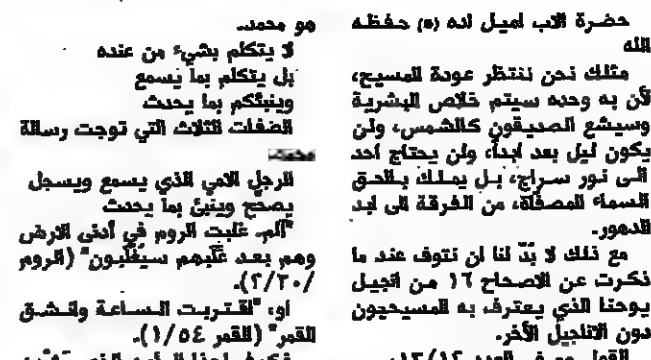 حضرة الاب اميل اده (٥) حفظه
الله
مثلك نحن ننتظر عودة المسيح،
لأن به وحده سيتم خلاص البشرية
وسيشع الصديقون كالشمس، ولن
يكون ليل بعد ابداً، ولن يحتاج احد
الى نور سراج، بل يملك بالحق
السماء المصفاة، من الفرقة الى ابد
الدهور.
مع ذلك لا بدّ لنا ان نتوقف عند ما
ذكرت عن الاصحاح ١٦ من انجيل
يوحنا الذي يعترف به المسيحيون
دون الاناجيل الأخر.
هو محمد.
لا يتكلم بشيء من عنده
بل يتكلم بما يسمع
وينبئكم بما يحدث
الصفات الثلاث التي توجت رسالة
محمد
الرجل الامي الذي يسمع ويسجل
يصحّح وينبئ بما يحدث
"ألم. غلبت الروم في أدنى الارض
وهم بعد غلبهم سيُغلبون" (الروم
٢/٣٠/).
او: "اقتربت الساعة وانشق
القمر" (القمر ١/٥٤).